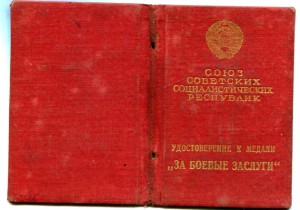 СОЮЗ
СОВЕТСКИХ
СОЦИАЛИСТИЧЕСКИХ
РЕСПУБЛИК
УДОСТОВЕРЕНИЕ К МЕДАЛИ
„ЗА БОЕВЫЕ ЗАСЛУГИ“